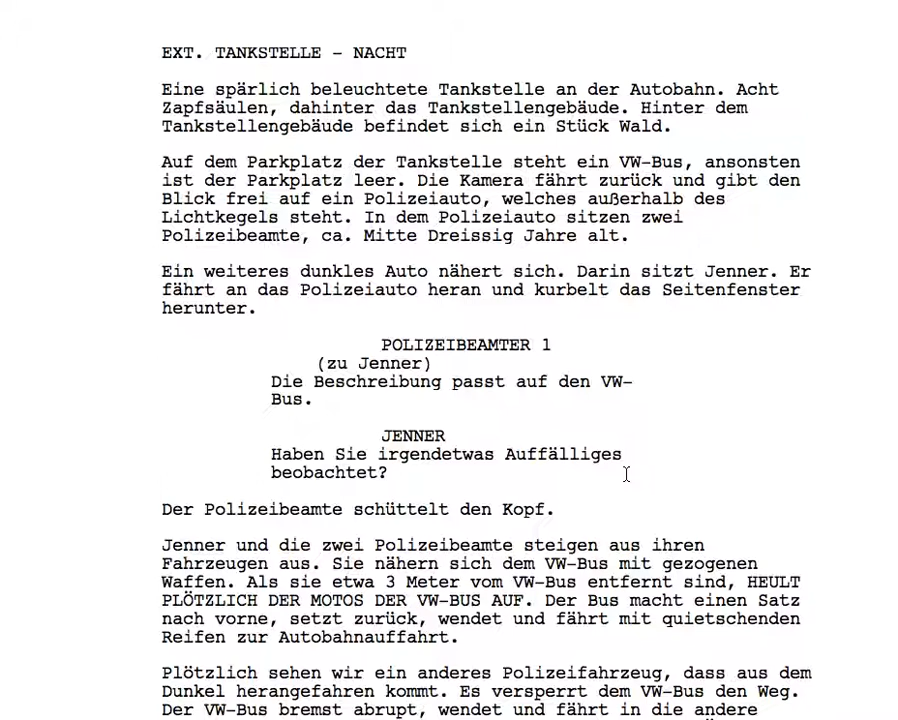 EXT. TANKSTELLE – NACHT
Eine spärlich beleuchtete Tankstelle an der Autobahn. Acht
Zapfsäulen, dahinter das Tankstellengebäude. Hinter dem
Tankstellengebäude befindet sich ein Stück Wald.
Auf dem Parkplatz der Tankstelle steht ein VW-Bus, ansonsten
ist der Parkplatz leer. Die Kamera fährt zurück und gibt den
Blick frei auf ein Polizeiauto, welches außerhalb des
Lichtkegels steht. In dem Polizeiauto sitzen zwei
Polizeibeamte, ca. Mitte Dreissig Jahre alt.
Ein weiteres dunkles Auto nähert sich. Darin sitzt Jenner. Er
fährt an das Polizeiauto heran und kurbelt das Seitenfenster
herunter.
POLIZEIBEAMTER 1
(zu Jenner)
Die Beschreibung passt auf den VW-
Bus.
JENNER
Haben Sie irgendetwas Auffälliges
beobachtet?
Der Polizeibeamte schüttelt den Kopf.
Jenner und die zwei Polizeibeamte steigen aus ihren
Fahrzeugen aus. Sie nähern sich dem VW-Bus mit gezogenen
Waffen. Als sie etwa 3 Meter vom VW-Bus entfernt sind, HEULT
PLÖTZLICH DER MOTOS DER VW-BUS AUF. Der Bus macht einen Satz
nach vorne, setzt zurück, wendet und fährt mit quietschenden
Reifen zur Autobahnauffahrt.
Plötzlich sehen wir ein anderes Polizeifahrzeug, dass aus dem
Dunkel herangefahren kommt. Es versperrt dem VW-Bus den Weg.
Der VW-Bus bremst abrupt, wendet und fährt in die andere